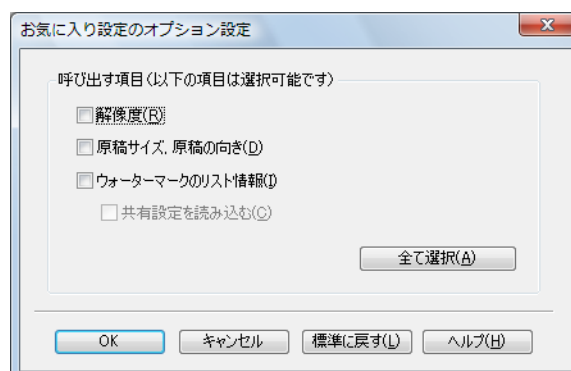 お気に入り設定のオプション設定
呼び出す項目(以下の項目は選択可能です)
解像度(R)
原稿サイズ, 原稿の向き(D)
ウォーターマークのリスト情報(I)
共有設定を読み込む(C)
全て選択(A)
OK キャンセル 標準に戻す(L) ヘルプ(H)